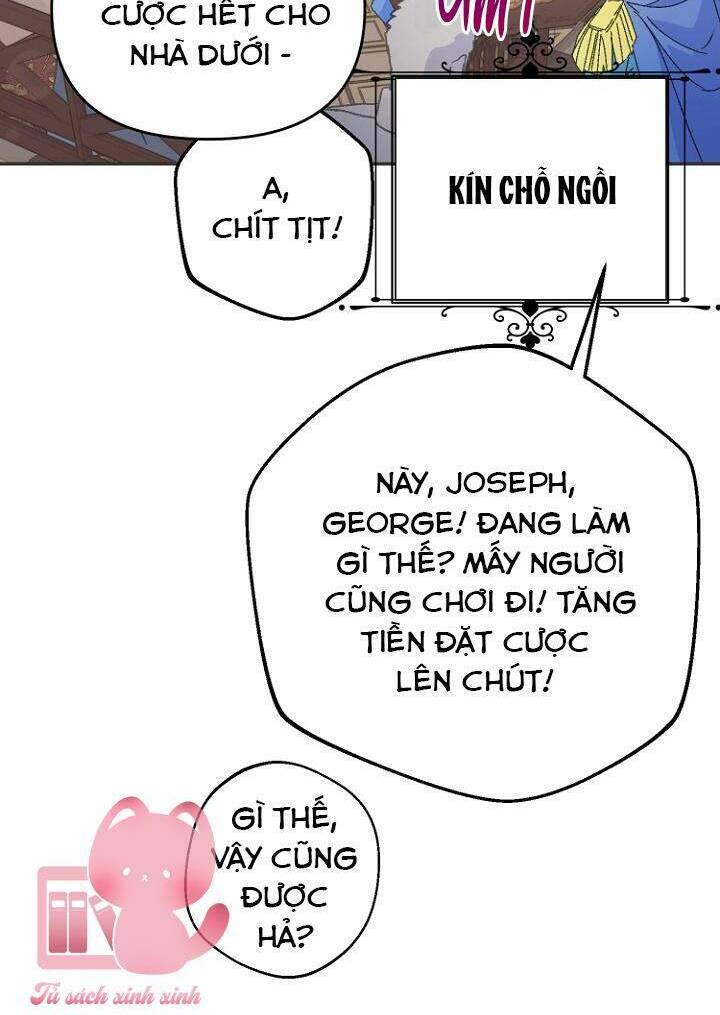 CƯỢC HẾT CHO
NHÀ DƯỚI -
A,
CHÍT TỊT!
KÍN CHỖ NGỒI
NÀY, JOSEPH,
GEORGE! ĐANG LÀM
GÌ THẾ? MẤY NGƯỜI
CŨNG CHƠI ĐI! TĂNG
TIỀN ĐẶT CƯỢC
LÊN CHÚT!
GÌ THẾ,
VẬY CŨNG
ĐƯỢC
HẢ?
Tủ sách xinh xinh